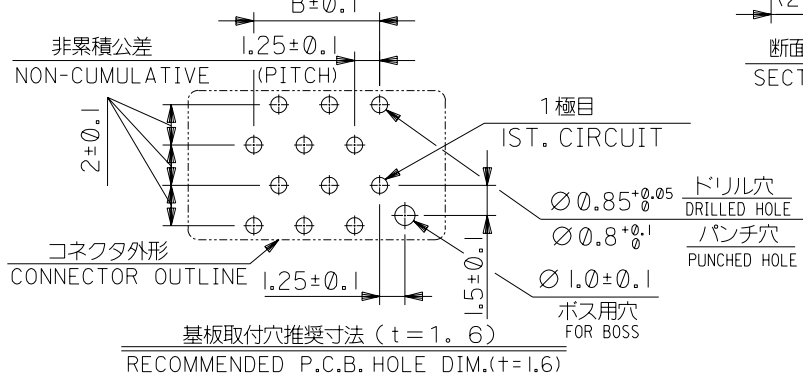 B±0.1
(2
非累積公差
NON-CUMULATIVE
1.25±0.1
(PITCH)
断面
SECT
2±0.1
1極目
1ST. CIRCUIT
Ø0.85+0.05 0
ドリル穴
DRILLED HOLE
Ø0.8+0.1 0
パンチ穴
PUNCHED HOLE
コネクタ外形
CONNECTOR OUTLINE
1.25±0.1
1.5±0.1
Ø1.0±0.1
ボス用穴
FOR BOSS
基板取付穴推奨寸法(t=1.6)
RECOMMENDED P.C.B. HOLE DIM.(t=1.6)